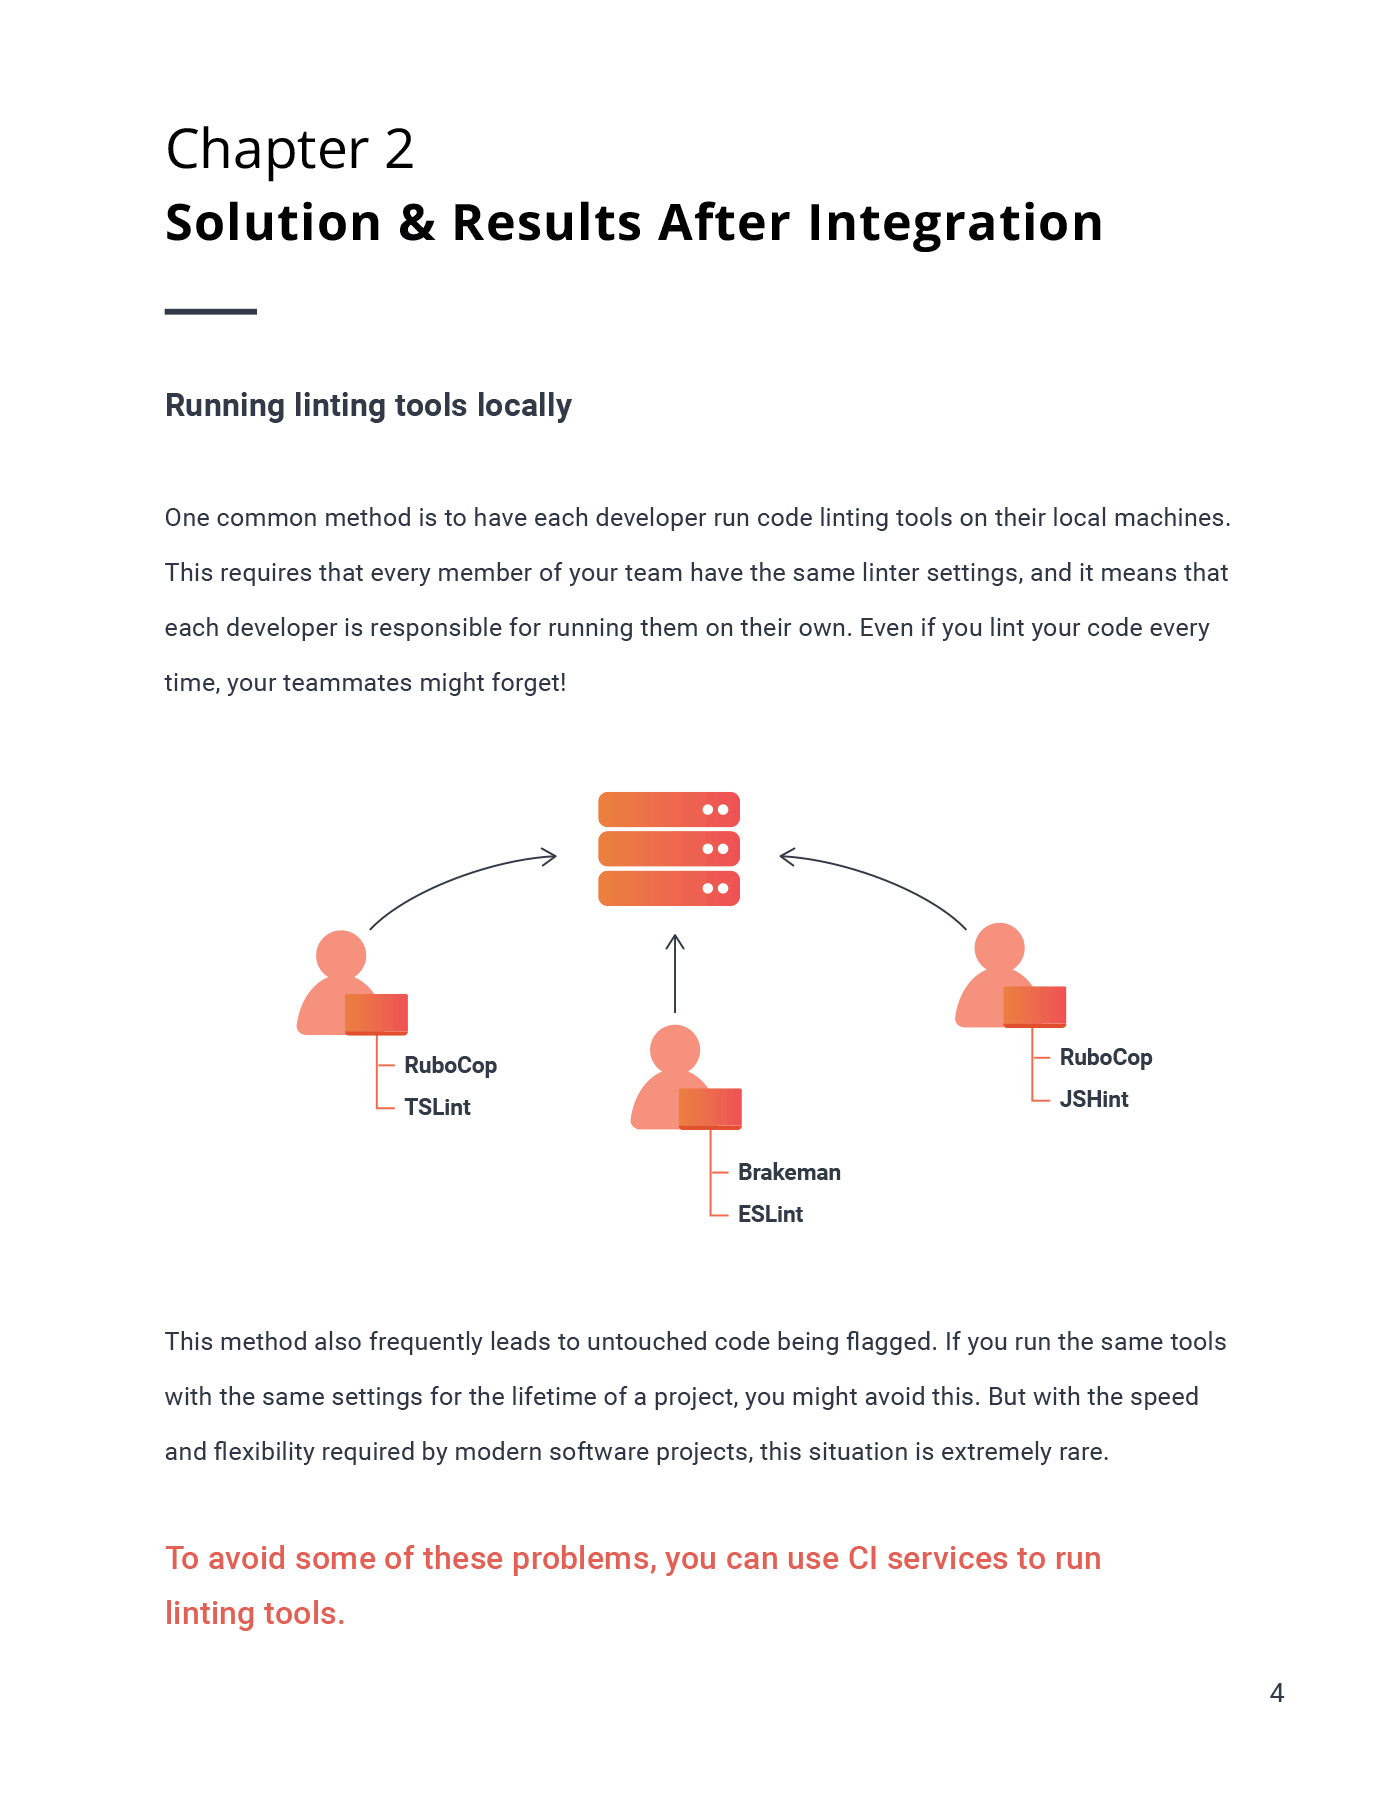 Chapter 2
Solution & Results After Integration
Running linting tools locally
One common method is to have each developer run code linting tools on their local machines.
This requires that every member of your team have the same linter settings, and it means that
each developer is responsible for running them on their own. Even if you lint your code every
time, your teammates might forget!
RuboCop
TSLint
Brakeman
ESLint
RuboCop
JSHint
This method also frequently leads to untouched code being flagged. If you run the same tools
with the same settings for the lifetime of a project, you might avoid this. But with the speed
and flexibility required by modern software projects, this situation is extremely rare.
To avoid some of these problems, you can use CI services to run
linting tools.
4